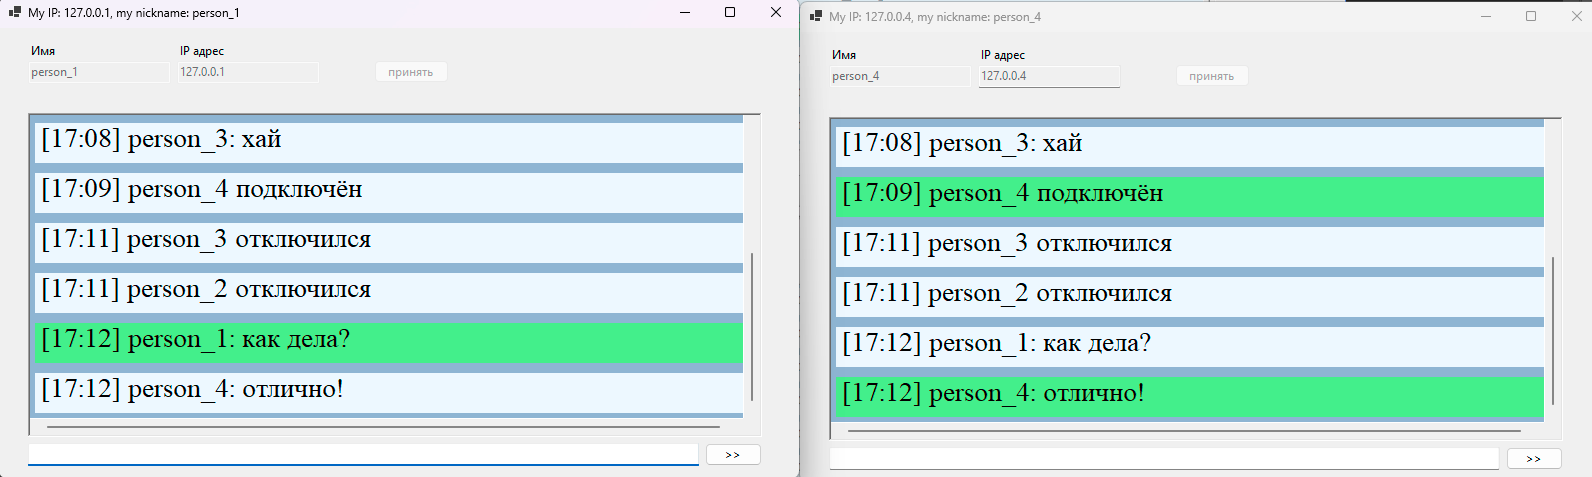 My IP: 127.0.0.1, my nickname: person_1
Имя
IP адрес
person_1
127.0.0.1
принять
[17:08] person_3: хай
[17:09] person_4 подключён
[17:11] person_3 отключился
[17:11] person_2 отключился
[17:12] person_1: как дела?
[17:12] person_4: отлично!
>>
My IP: 127.0.0.4, my nickname: person_4
Имя
IP адрес
person_4
127.0.0.4
принять
[17:08] person_3: хай
[17:09] person_4 подключён
[17:11] person_3 отключился
[17:11] person_2 отключился
[17:12] person_1: как дела?
[17:12] person_4: отлично!
>>